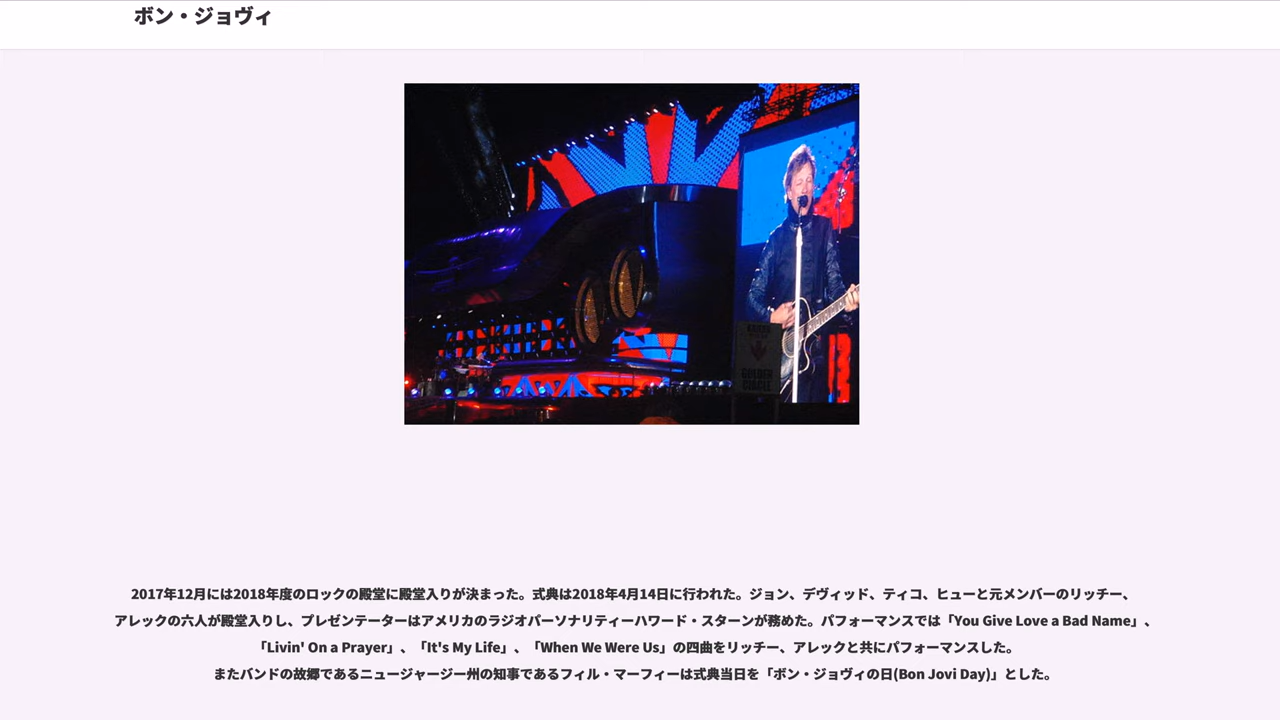 ボン・ジョヴィ
GOLDEN
CIRCLE
2017年12月には2018年度のロックの殿堂に殿堂入りが決まった。式典は2018年4月14日に行われた。ジョン、デヴィッド、ティコ、ヒューと元メンバーのリッチー、
アレックの六人が殿堂入りし、プレゼンテーターはアメリカのラジオパーソナリティーハワード・スターンが務めた。パフォーマンスでは「You Give Love a Bad Name」、
「Livin' On a Prayer」、「It's My Life」、「When We Were Us」の四曲をリッチー、アレックと共にパフォーマンスした。
またバンドの故郷であるニュージャージー州の知事であるフィル・マーフィーは式典当日を「ボン・ジョヴィの日(Bon Jovi Day)」とした。